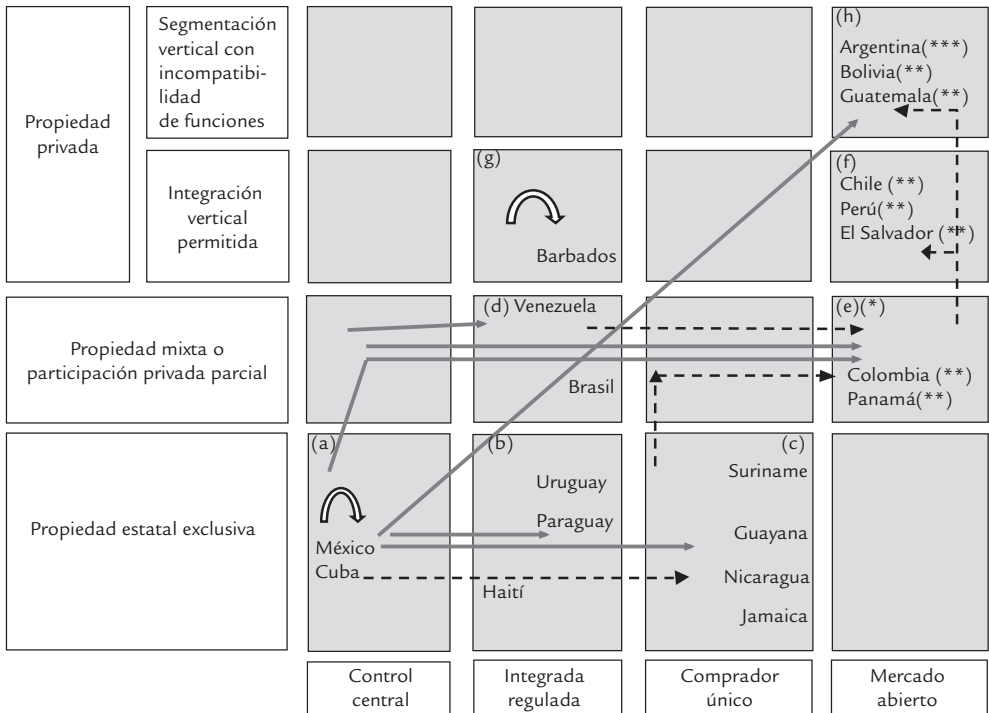 Propiedad
privada
Segmentación
vertical con
incompatibi-
lidad
de funciones
(h)
Argentina(***)
Bolivia(**)
Guatemala(**)
Integración
vertical
permitida
(g)
Barbados
(f)
Chile (**)
Perú(**)
El Salvador (**)
Propiedad mixta o
participación privada parcial
(d) Venezuela
Brasil
(e)(*)
Colombia (**)
Panamá(**)
Propiedad estatal exclusiva
(a)
México
Cuba
(b)
Uruguay
Paraguay
Haití
(c)
Suriname
Guayana
Nicaragua
Jamaica
Control
central
Integrada
regulada
Comprador
único
Mercado
abierto